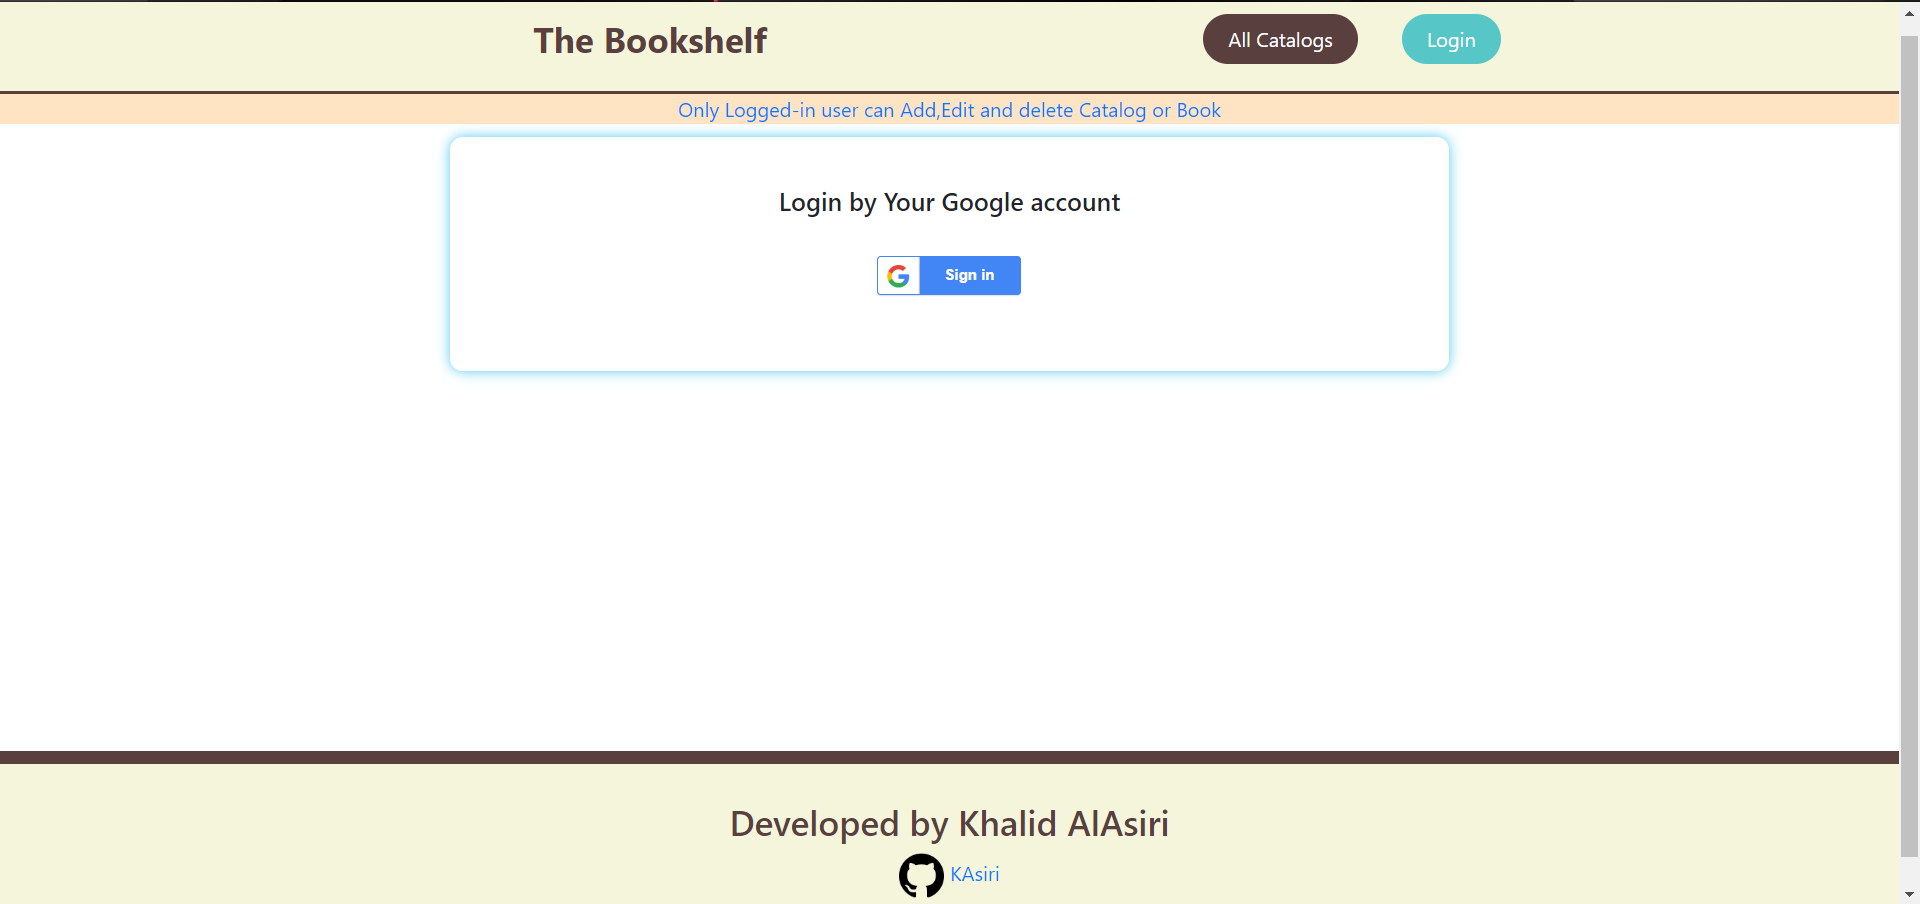 The Bookshelf
All Catalogs
Login
Only Logged-in user can Add,Edit and delete Catalog or Book
Login by Your Google account
Sign in
Developed by Khalid AlAsiri
KAsiri